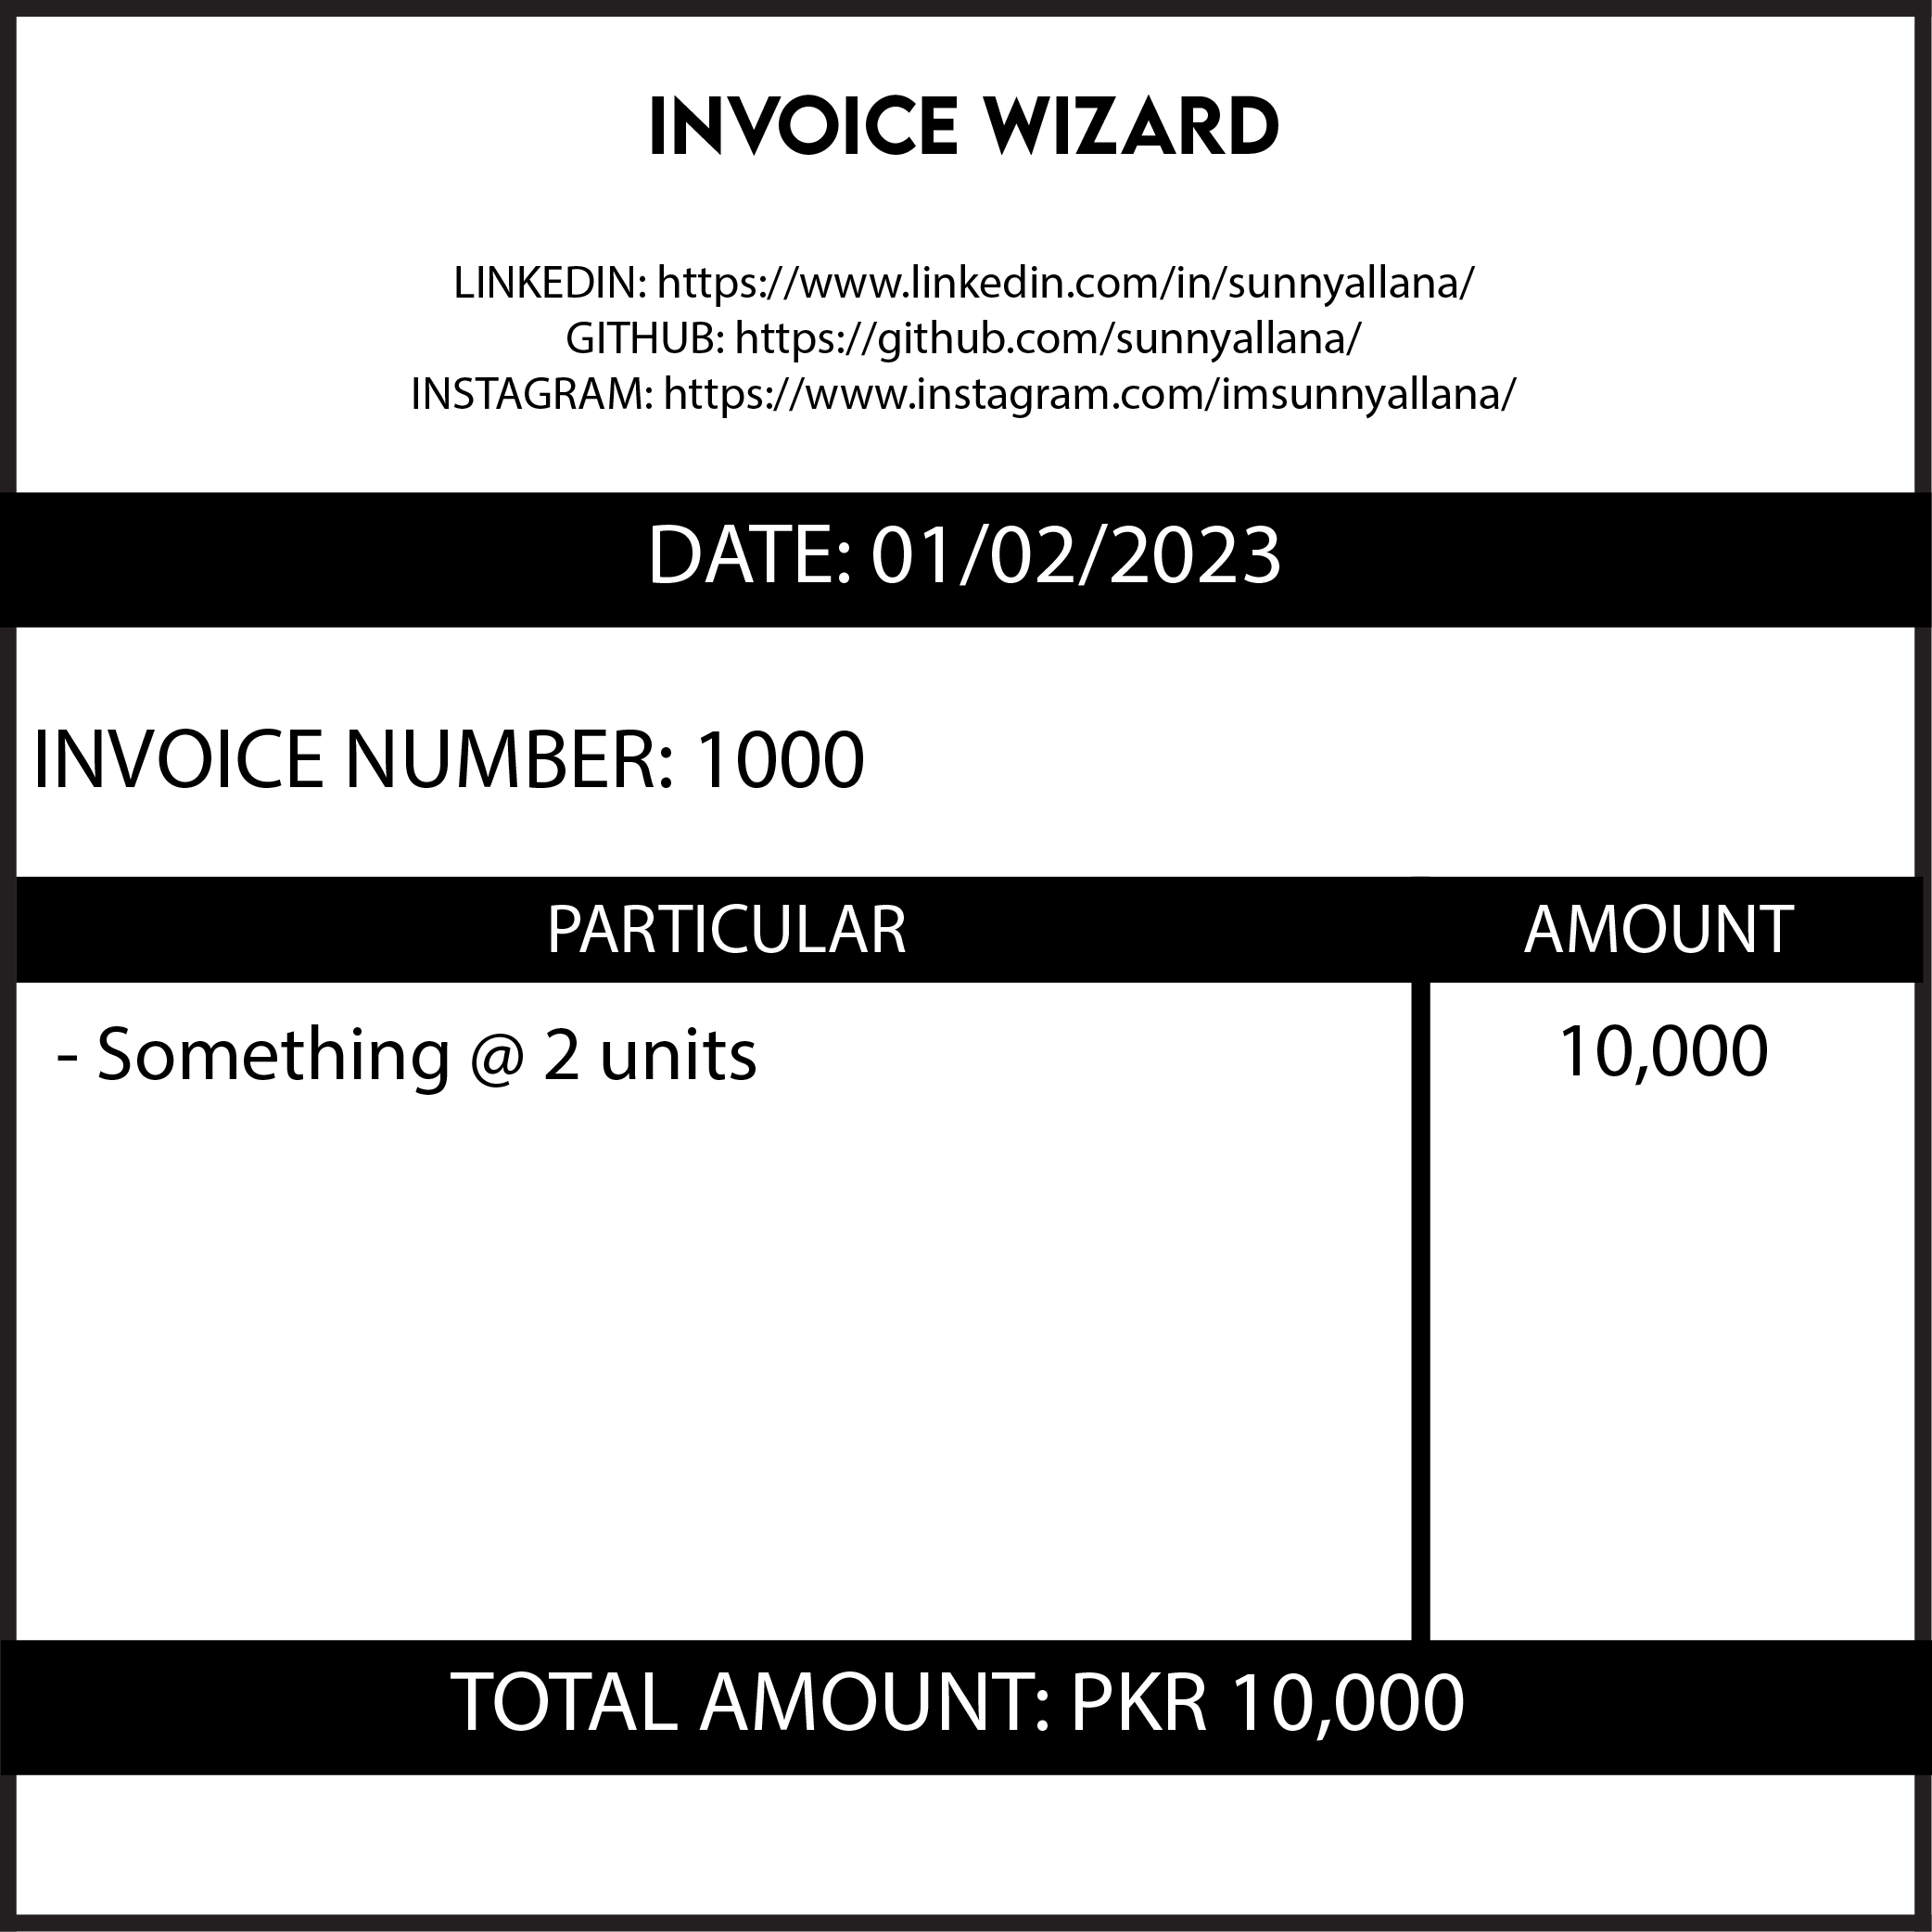 INVOICE WIZARD
LINKEDIN: https://www.linkedin.com/in/sunnyallana/
GITHUB: https://github.com/sunnyallana/
INSTAGRAM: https://www.instagram.com/imsunnyallana/
DATE: 01/02/2023
INVOICE NUMBER: 1000
PARTICULAR AMOUNT
- Something @ 2 units 10,000
TOTAL AMOUNT: PKR 10,000